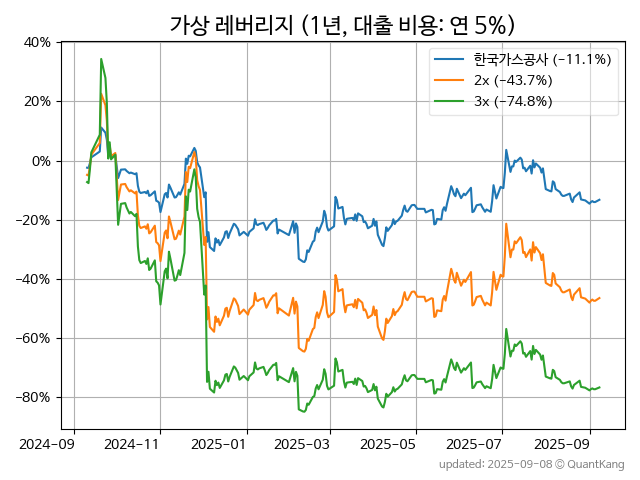 가상 레버리지 (1년, 대출 비용: 연 5%)
한국가스공사 (-11.1%)
2x (-43.7%)
3x (-74.8%)
40%
20%
0%
−20%
−40%
−60%
−80%
2024-09
2024-11
2025-01
2025-03
2025-05
2025-07
2025-09
updated: 2025-09-08 © QuantKang